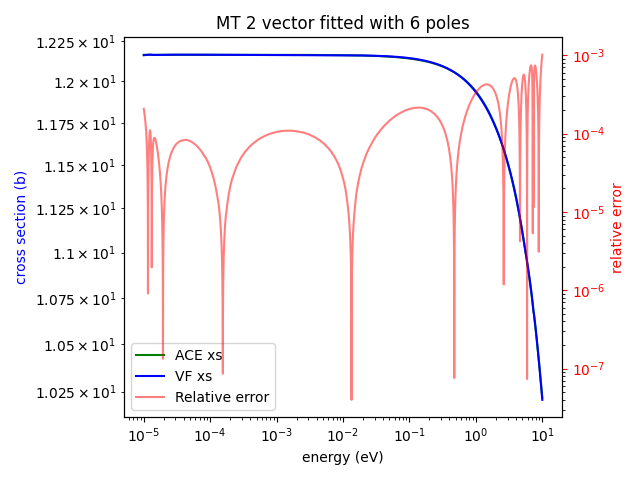 MT 2 vector fitted with 6 poles
1.225 × 10¹
1.2 × 10¹
1.175 × 10¹
1.15 × 10¹
1.125 × 10¹
1.1 × 10¹
1.075 × 10¹
1.05 × 10¹
1.025 × 10¹
cross section (b)
10⁻³
10⁻⁴
10⁻⁵
10⁻⁶
10⁻⁷
relative error
ACE xs
VF xs
Relative error
10⁻⁵ 10⁻⁴ 10⁻³ 10⁻² 10⁻¹ 10⁰ 10¹
energy (eV)